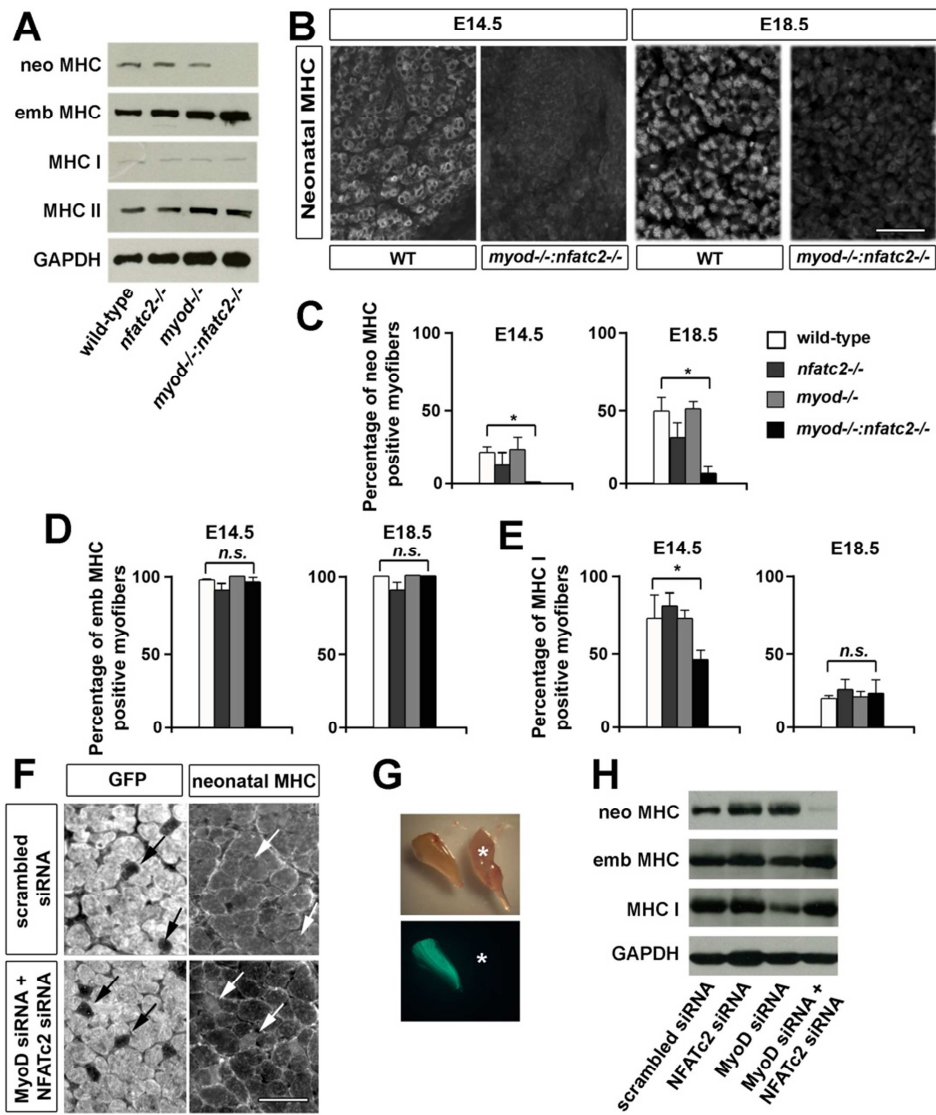 A
neo MHC
emb MHC
MHC I
MHC II
GAPDH
wild-type
nfatc2-/-
myod-/-
myod-/-:nfatc2-/-
B
E14.5
E18.5
Neonatal MHC
WT
myod-/-:nfatc2-/-
WT
myod-/-:nfatc2-/-
C
Percentage of neo MHC
positive myofibers
E14.5
100
50
0
*
E18.5
100
50
0
*
wild-type
nfatc2-/-
myod-/-
myod-/-:nfatc2-/-
D
Percentage of emb MHC
positive myofibers
E14.5
n.s.
100
50
0
E18.5
n.s.
100
50
0
E
Percentage of MHC I
positive myofibers
E14.5
*
100
50
0
E18.5
100
50
0
n.s.
F
GFP
neonatal MHC
scrambled
siRNA
MyoD siRNA +
NFATc2 siRNA
G
*
*
H
neo MHC
emb MHC
MHC I
GAPDH
scrambled siRNA
NFATc2 siRNA
MyoD siRNA
MyoD siRNA +
NFATc2 siRNA